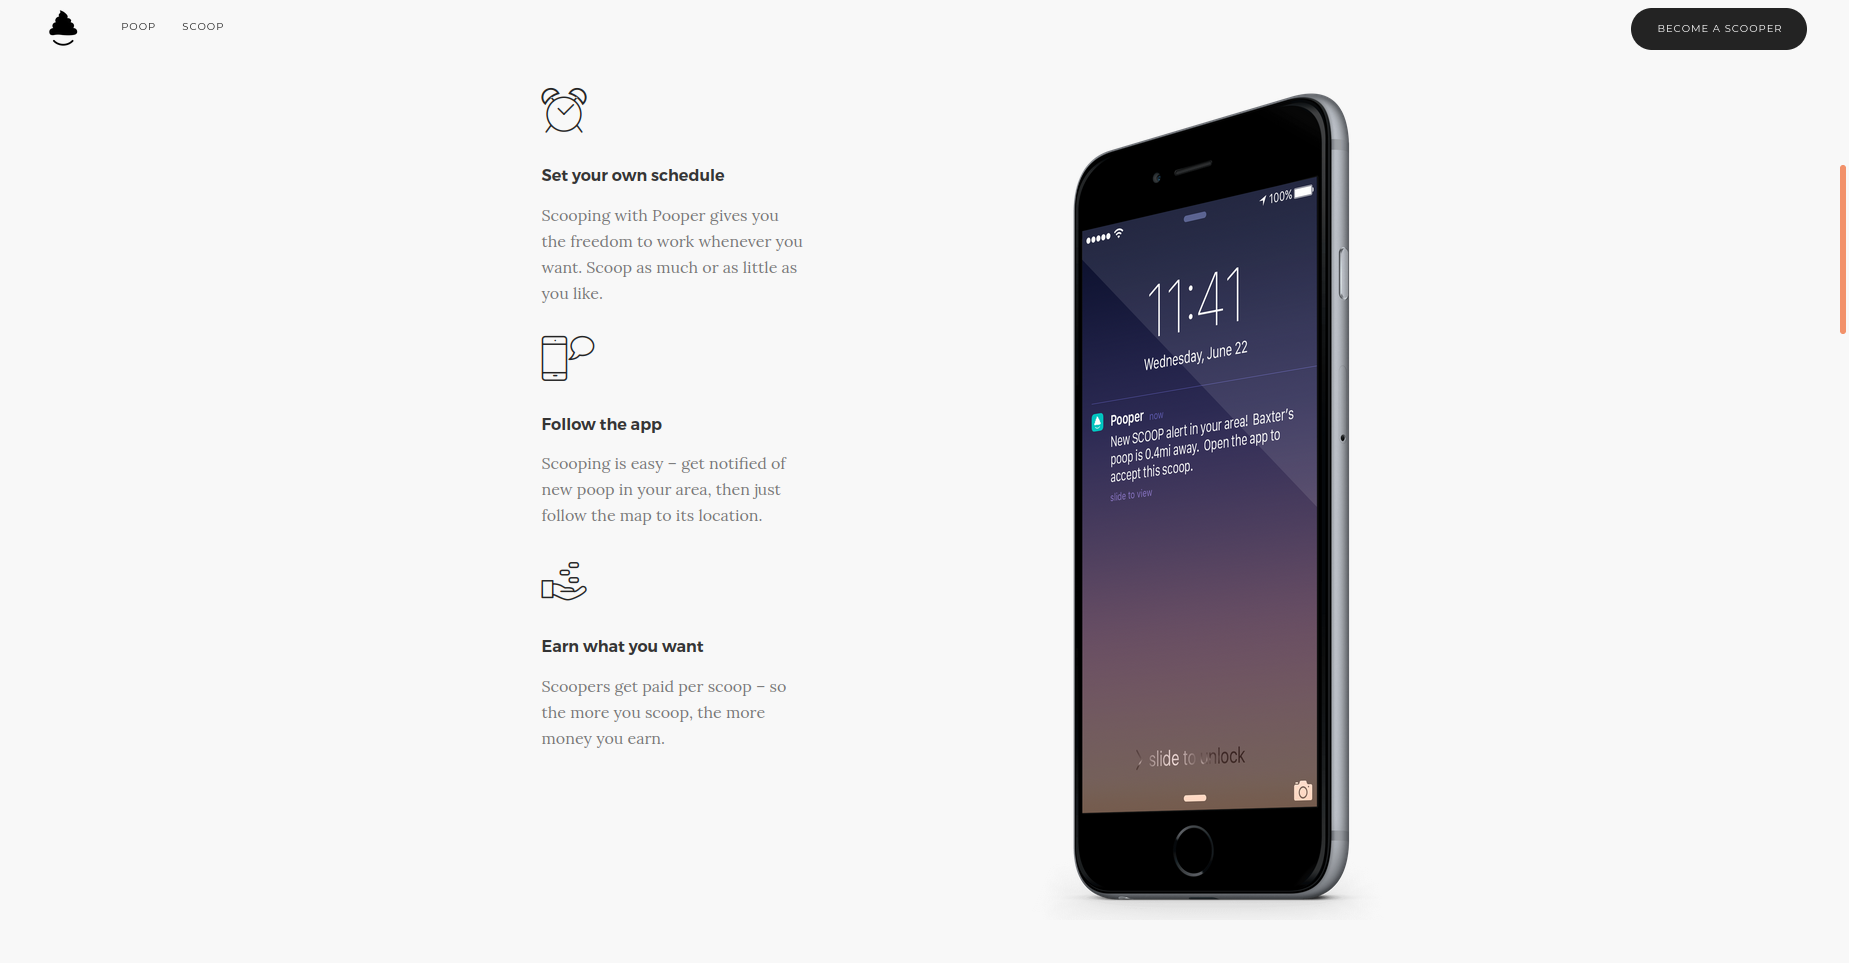 POOP
SCOOP
BECOME A SCOOPER
Set your own schedule
Scooping with Pooper gives you
the freedom to work whenever you
want. Scoop as much or as little as
you like.
Follow the app
Scooping is easy – get notified of
new poop in your area, then just
follow the map to its location.
Earn what you want
Scoopers get paid per scoop – so
the more you scoop, the more
money you earn.
100%
11:41
Wednesday, June 22
Pooper now
New SCOOP alert in your area! Baxter's
poop is 0.4mi away. Open the app to
accept this scoop.
slide to view
slide to unlock